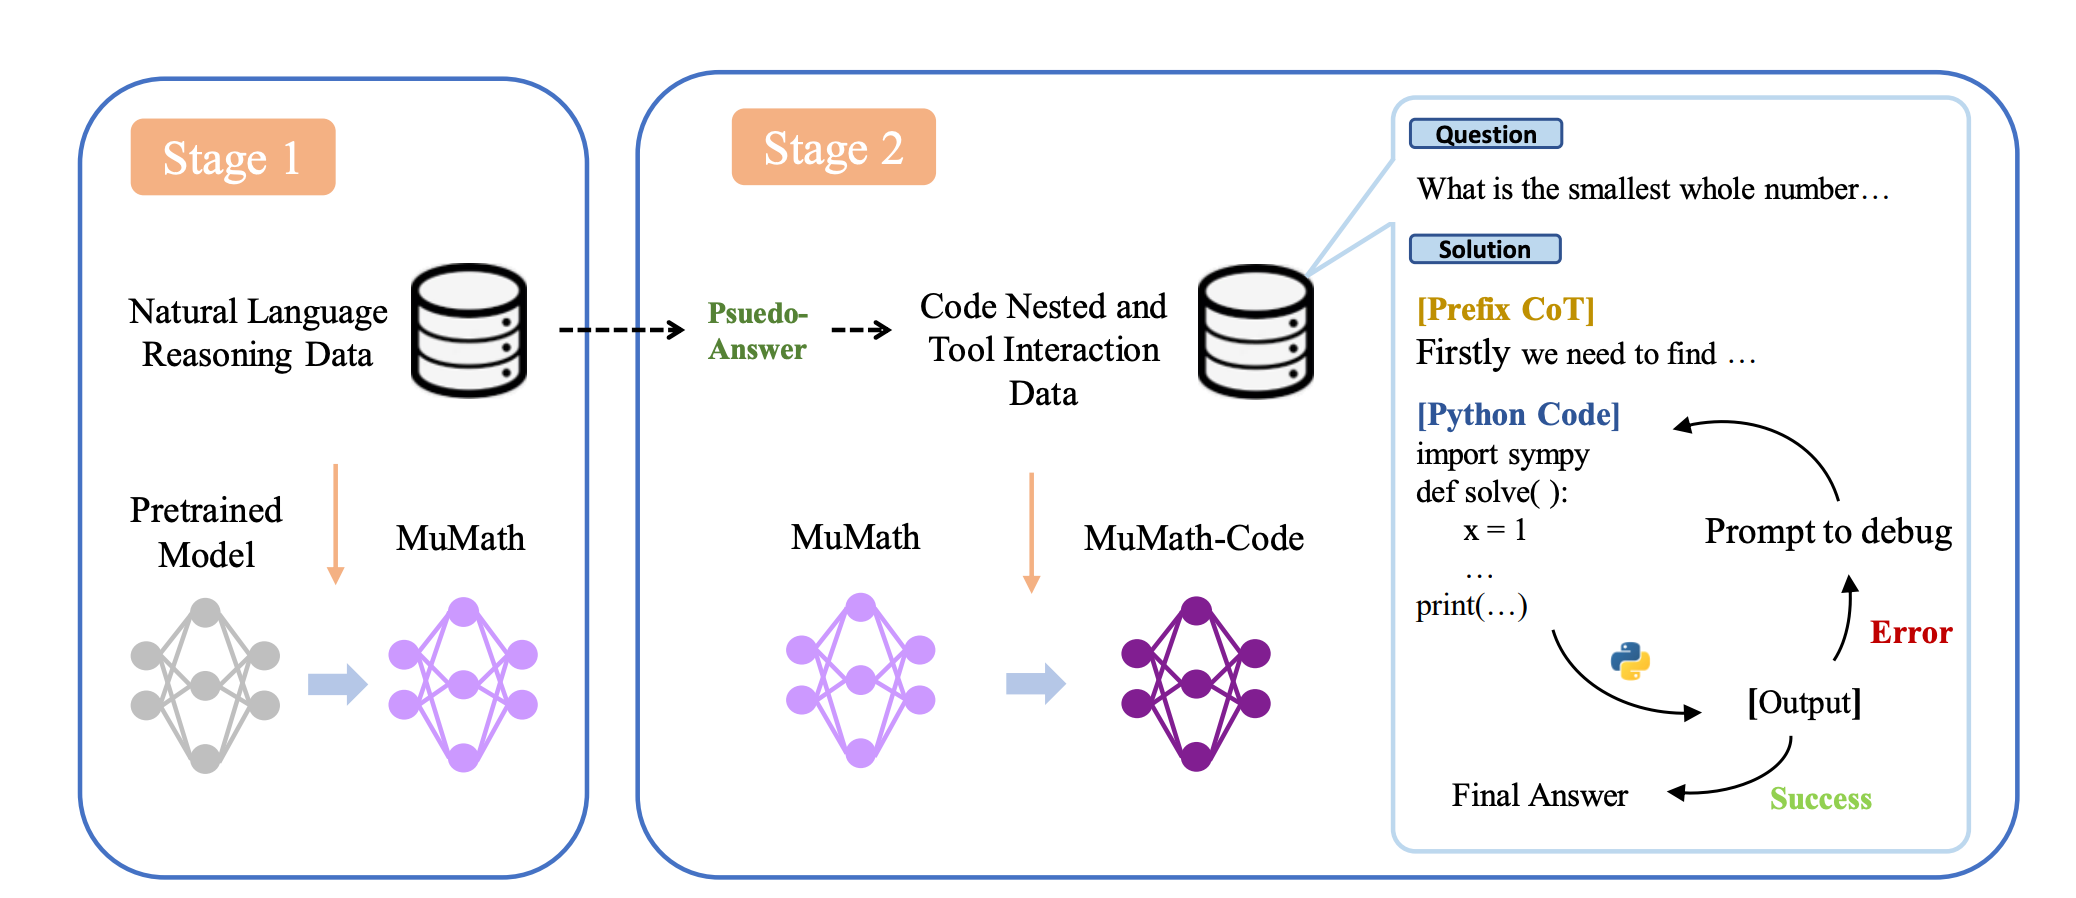 Stage 1
Natural Language
Reasoning Data
Pretrained
Model
MuMath
Stage 2
Psuedo-
Answer
Code Nested and
Tool Interaction
Data
MuMath
MuMath-Code
Question
What is the smallest whole number…
Solution
[Prefix CoT]
Firstly we need to find …
[Python Code]
import sympy
def solve( ):
x = 1
…
print(…)
Prompt to debug
Error
[Output]
Success
Final Answer